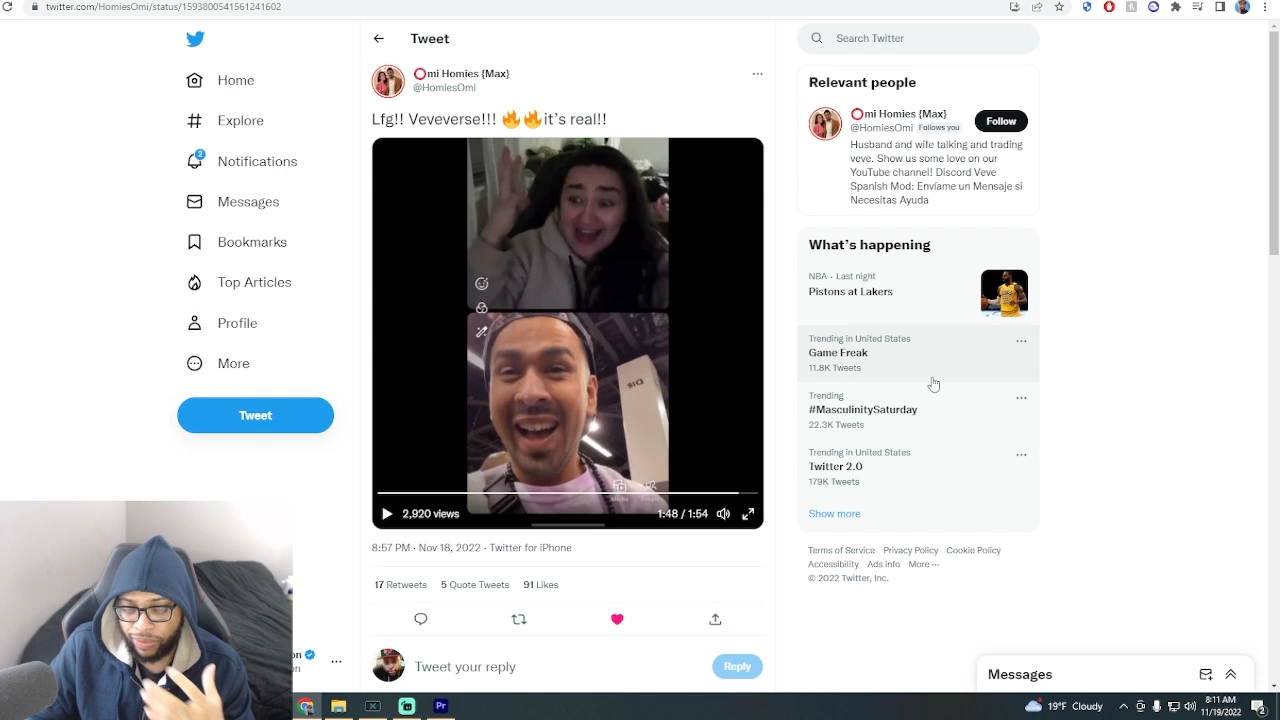 twitter.com/HomiesOmi/status/1593800541561241602
Home
Explore
2
Notifications
Messages
Bookmarks
Top Articles
Profile
More
Tweet
on
on
Tweet
⭕mi Homies {Max}
@HomiesOmi
Lfg!! Veveverse!!! 🔥🔥it’s real!!
2,920 views
1:48 / 1:54
8:57 PM · Nov 18, 2022 · Twitter for iPhone
17 Retweets 5 Quote Tweets 91 Likes
Tweet your reply
Reply
Search Twitter
Relevant people
⭕mi Homies {Max}
@HomiesOmi Follows you
Follow
Husband and wife talking and trading
veve. Show us some love on our
YouTube channel! Discord Veve
Spanish Mod: Envíame un Mensaje si
Necesitas Ayuda
What’s happening
NBA · Last night
Pistons at Lakers
Trending in United States
Game Freak
11.8K Tweets
Trending
#MasculinitySaturday
22.3K Tweets
Trending in United States
Twitter 2.0
179K Tweets
Show more
Terms of Service Privacy Policy Cookie Policy
Accessibility Ads info More ···
© 2022 Twitter, Inc.
Messages
Pr
19°F Cloudy
8:11 AM
11/19/2022
2